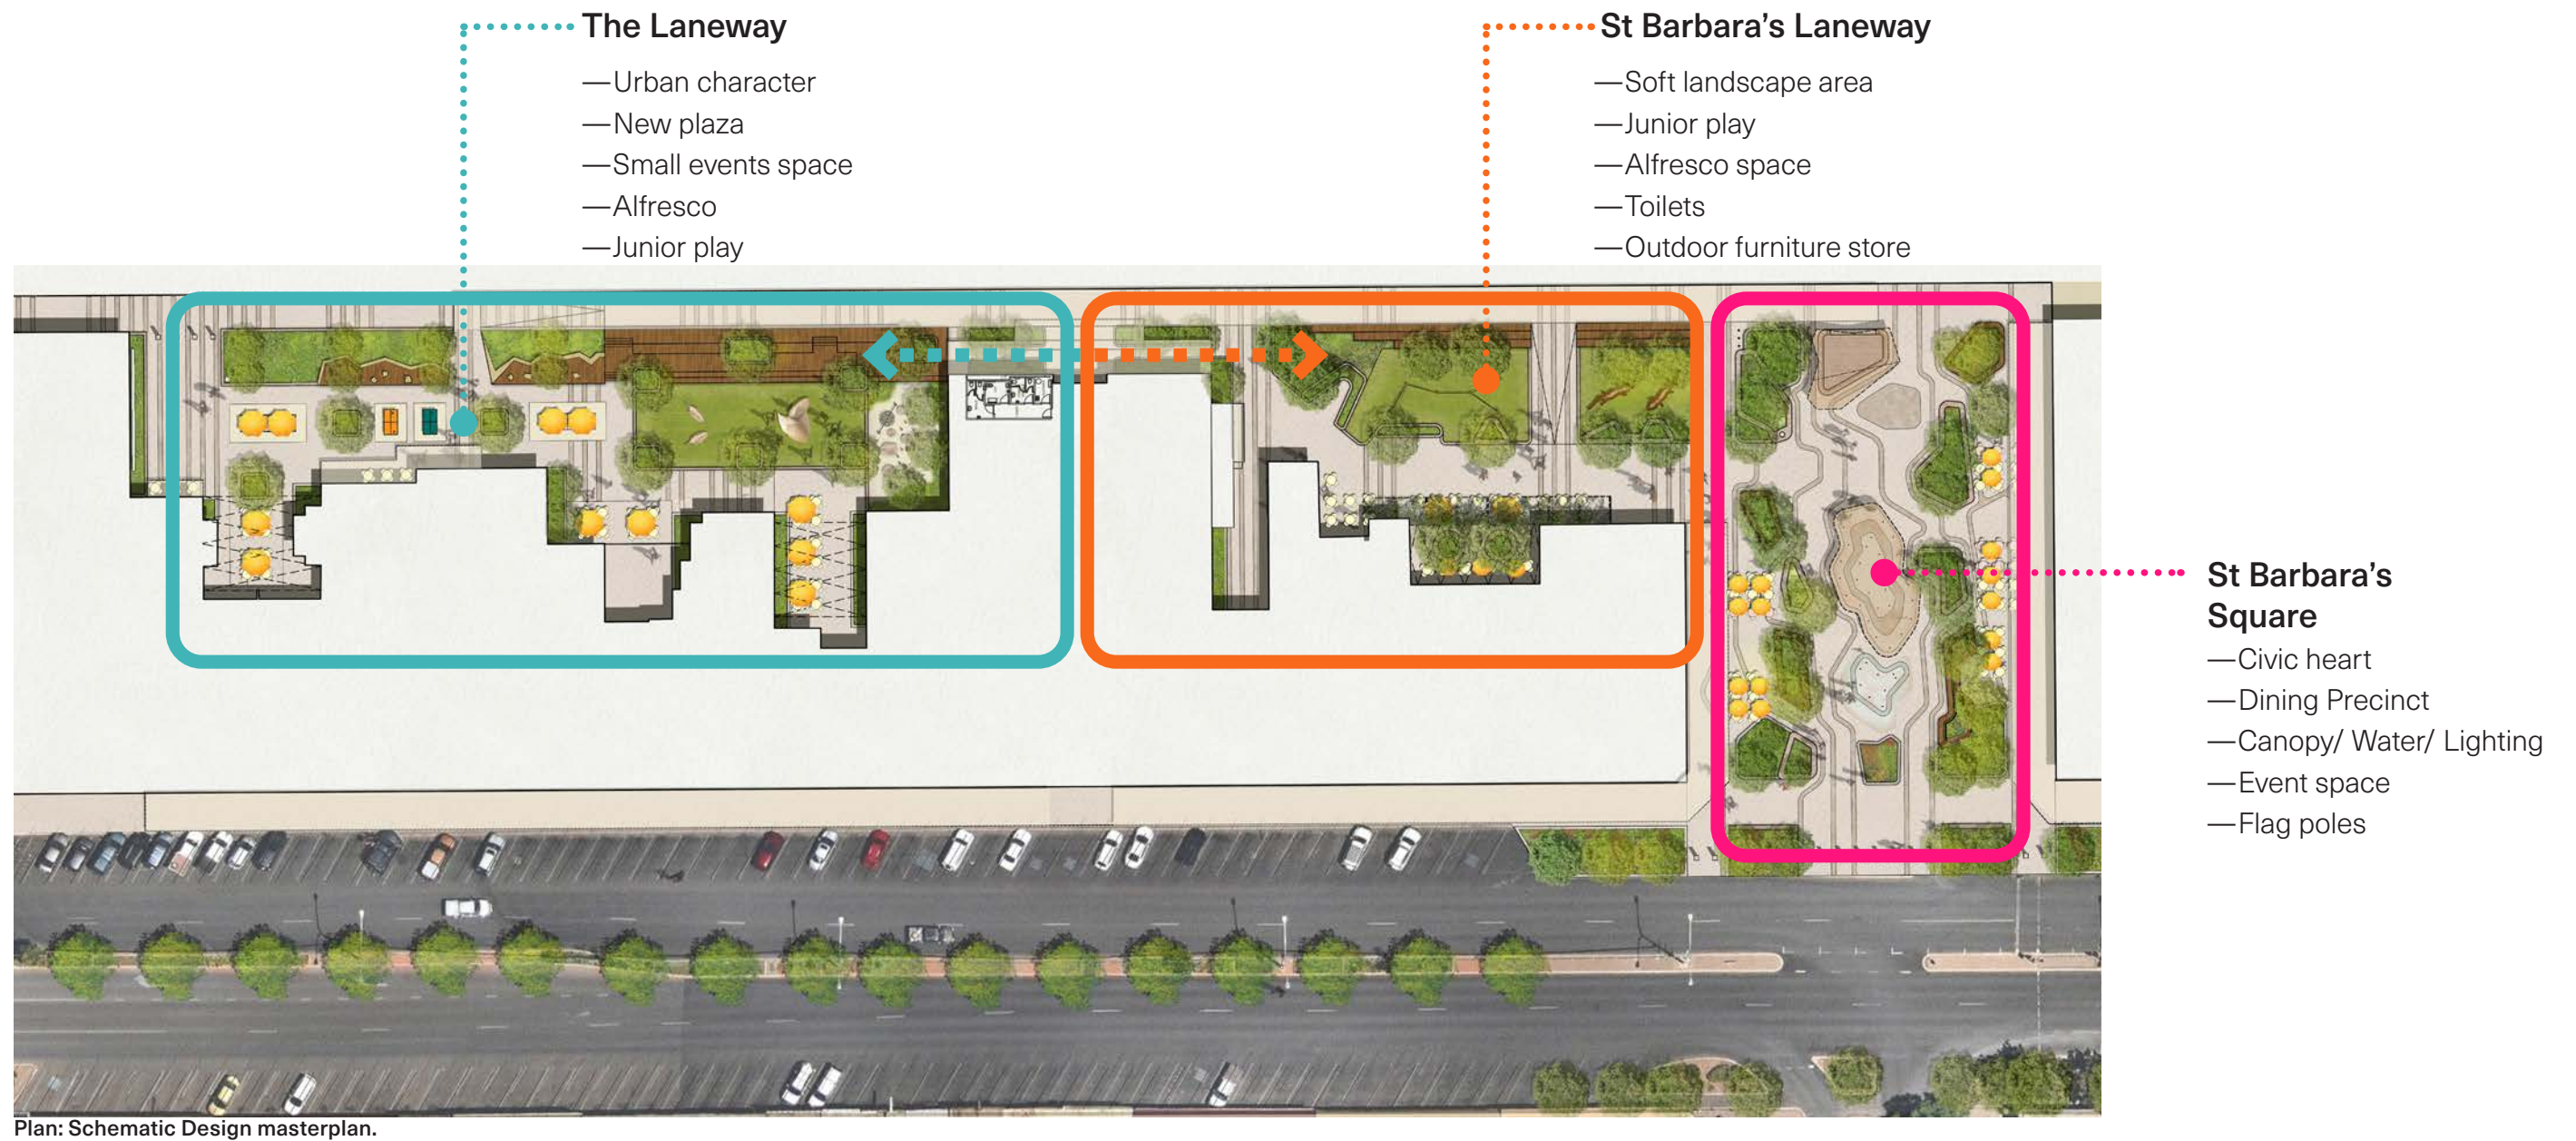 The Laneway
—Urban character
—New plaza
—Small events space
—Alfresco
—Junior play
St Barbara’s Laneway
—Soft landscape area
—Junior play
—Alfresco space
—Toilets
—Outdoor furniture store
St Barbara’s
Square
—Civic heart
—Dining Precinct
—Canopy/ Water/ Lighting
—Event space
—Flag poles
Plan: Schematic Design masterplan.